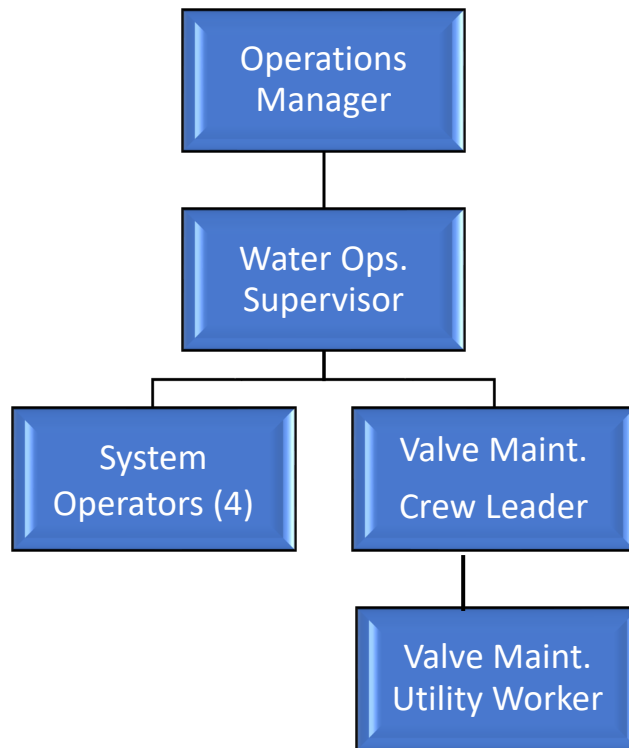 Operations
Manager
Water Ops.
Supervisor
System
Operators (4)
Valve Maint.
Crew Leader
Valve Maint.
Utility Worker